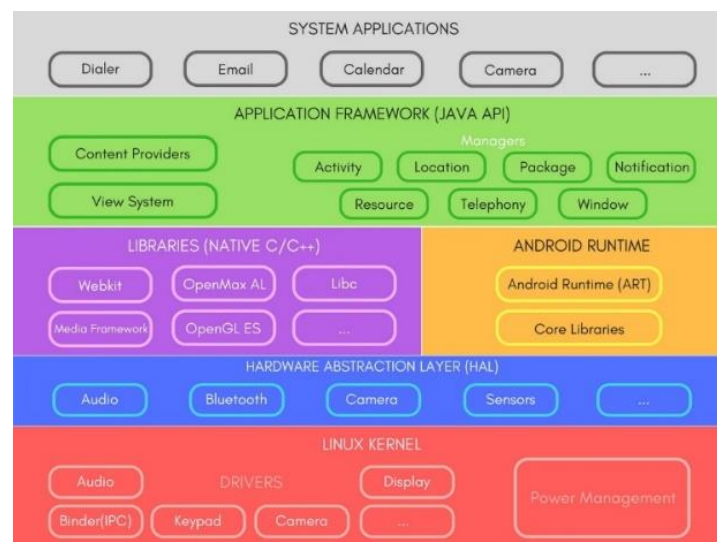 SYSTEM APPLICATIONS
Dialer
Email
Calendar
Camera
...
APPLICATION FRAMEWORK (JAVA API)
Managers
Content Providers
Activity
Location
Package
Notification
View System
Resource
Telephony
Window
LIBRARIES (NATIVE C/C++)
Webkit
OpenMax AL
Libc
Media Framework
OpenGL ES
...
ANDROID RUNTIME
Android Runtime (ART)
Core Libraries
HARDWARE ABSTRACTION LAYER (HAL)
Audio
Bluetooth
Camera
Sensors
...
LINUX KERNEL
Audio
DRIVERS
Display
Binder(IPC)
Keypad
Camera
...
Power Management